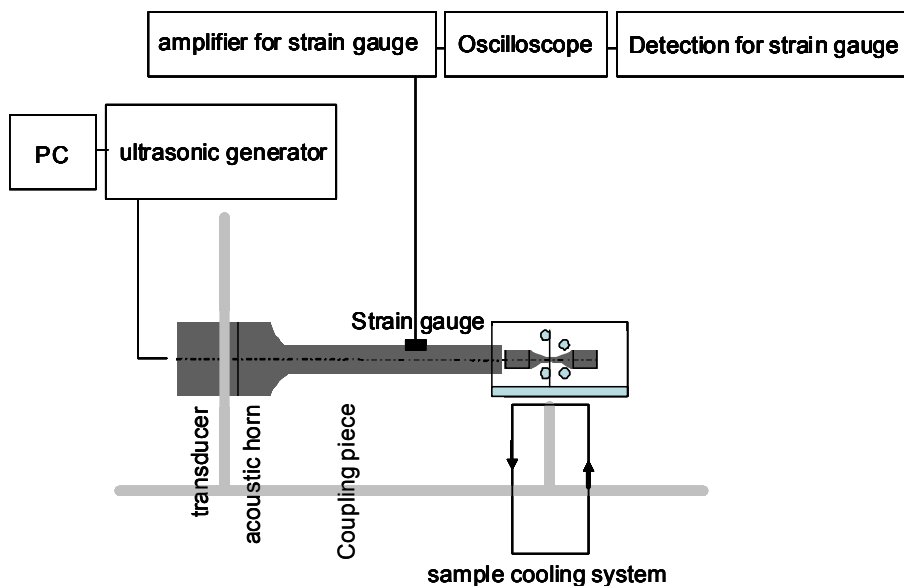 amplifier for strain gauge
Oscilloscope
Detection for strain gauge
PC
ultrasonic generator
Strain gauge
transducer
acoustic horn
Coupling piece
sample cooling system